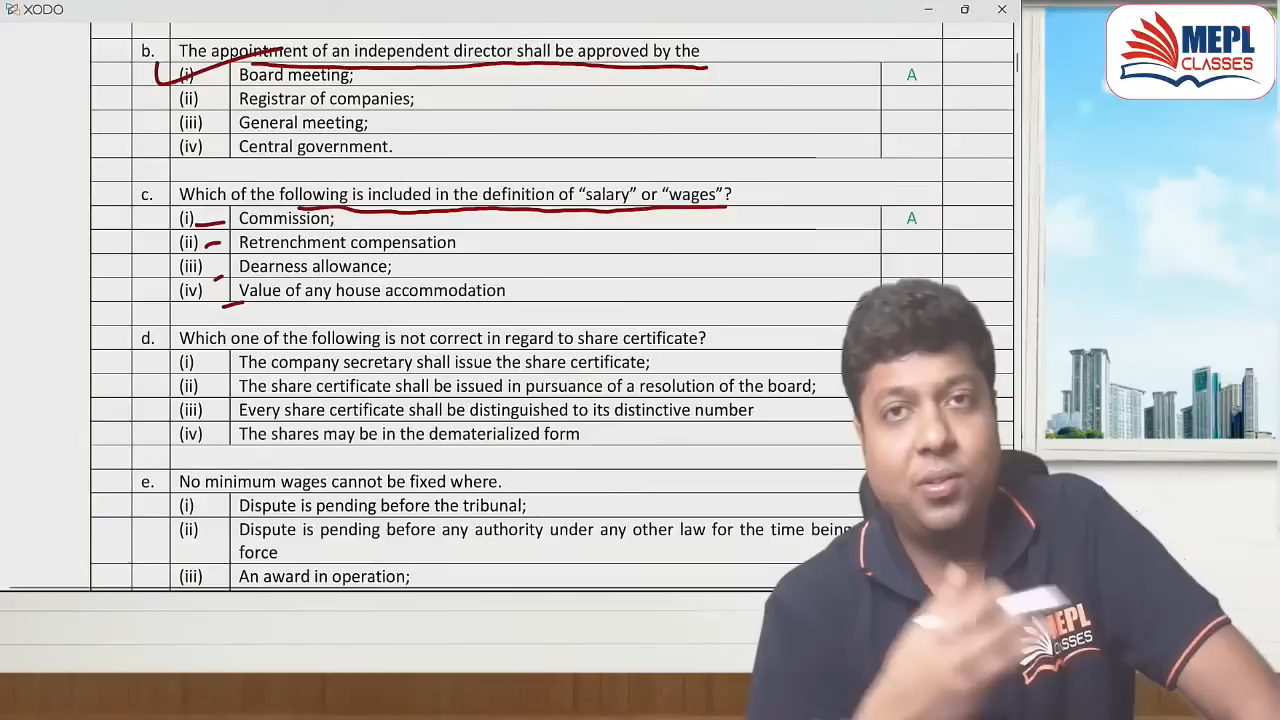 XODO
MEPL
CLASSES
b. The appointment of an independent director shall be approved by the
(i) Board meeting; A
(ii) Registrar of companies;
(iii) General meeting;
(iv) Central government.
c. Which of the following is included in the definition of “salary” or “wages”?
(i) Commission; A
(ii) Retrenchment compensation
(iii) Dearness allowance;
(iv) Value of any house accommodation
d. Which one of the following is not correct in regard to share certificate?
(i) The company secretary shall issue the share certificate;
(ii) The share certificate shall be issued in pursuance of a resolution of the board;
(iii) Every share certificate shall be distinguished to its distinctive number
(iv) The shares may be in the dematerialized form
e. No minimum wages cannot be fixed where.
(i) Dispute is pending before the tribunal;
(ii) Dispute is pending before any authority under any other law for the time being
force
(iii) An award in operation;
MEPL
CLASSES